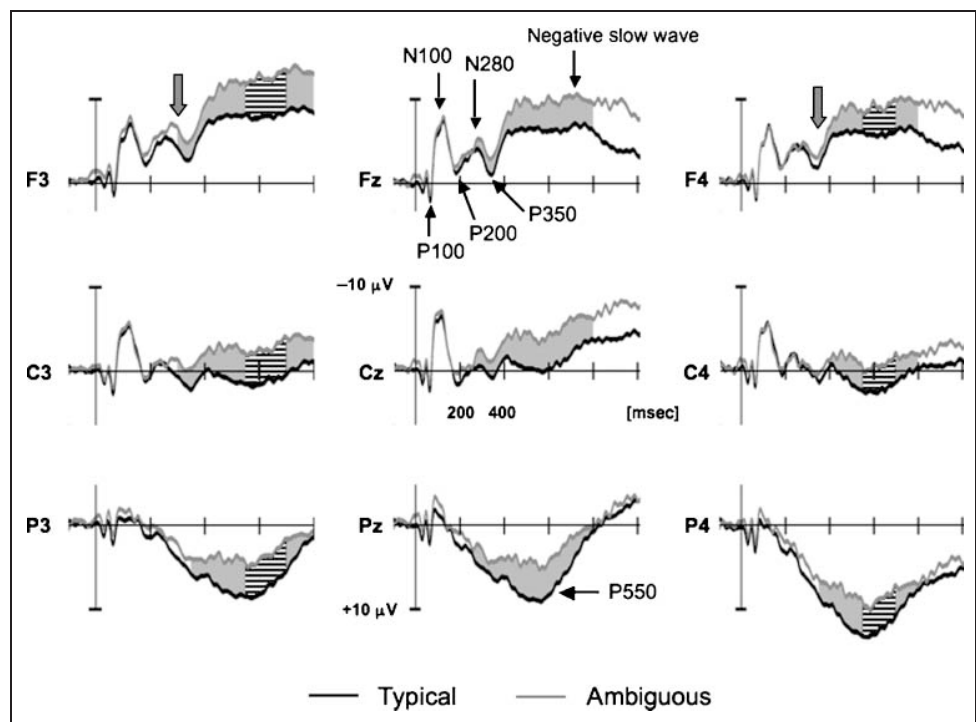 Negative slow wave
N100 N280
F3 Fz F4
P350
P200
P100
−10 µV
C3 Cz C4
200 400 [msec]
P3 Pz P4
P550
+10 µV
Typical Ambiguous